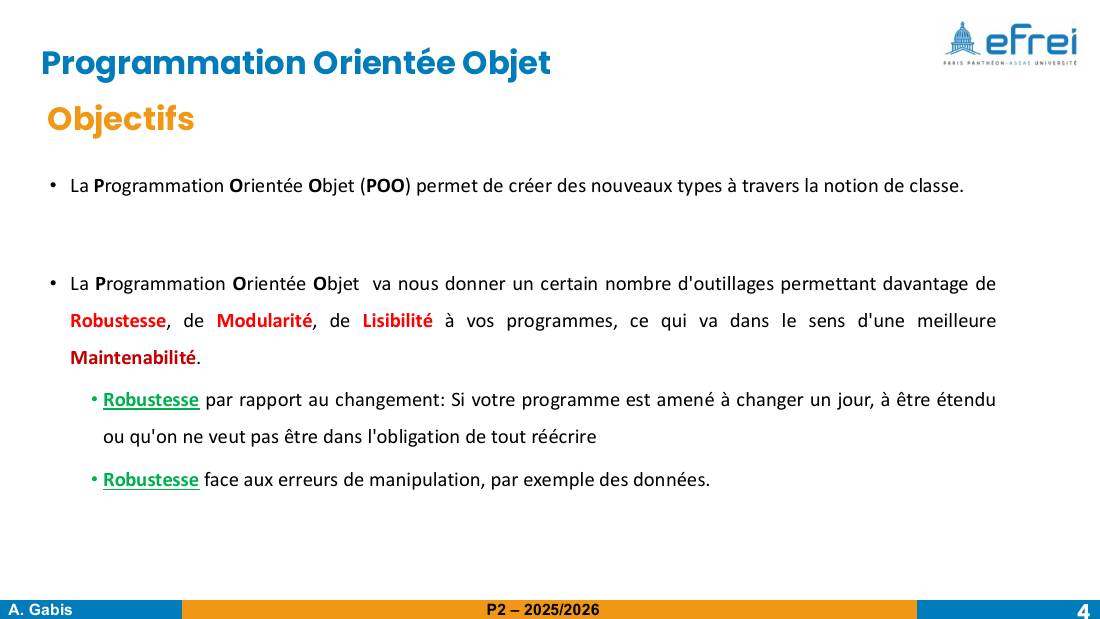 efrei
PARIS PANTHÉON-ASSAS UNIVERSITÉ
Programmation Orientée Objet
Objectifs
• La Programmation Orientée Objet (POO) permet de créer des nouveaux types à travers la notion de classe.
• La Programmation Orientée Objet va nous donner un certain nombre d'outillages permettant davantage de
Robustesse, de Modularité, de Lisibilité à vos programmes, ce qui va dans le sens d'une meilleure
Maintenabilité.
• Robustesse par rapport au changement: Si votre programme est amené à changer un jour, à être étendu
ou qu'on ne veut pas être dans l'obligation de tout réécrire
• Robustesse face aux erreurs de manipulation, par exemple des données.
A. Gabis
P2 – 2025/2026
4